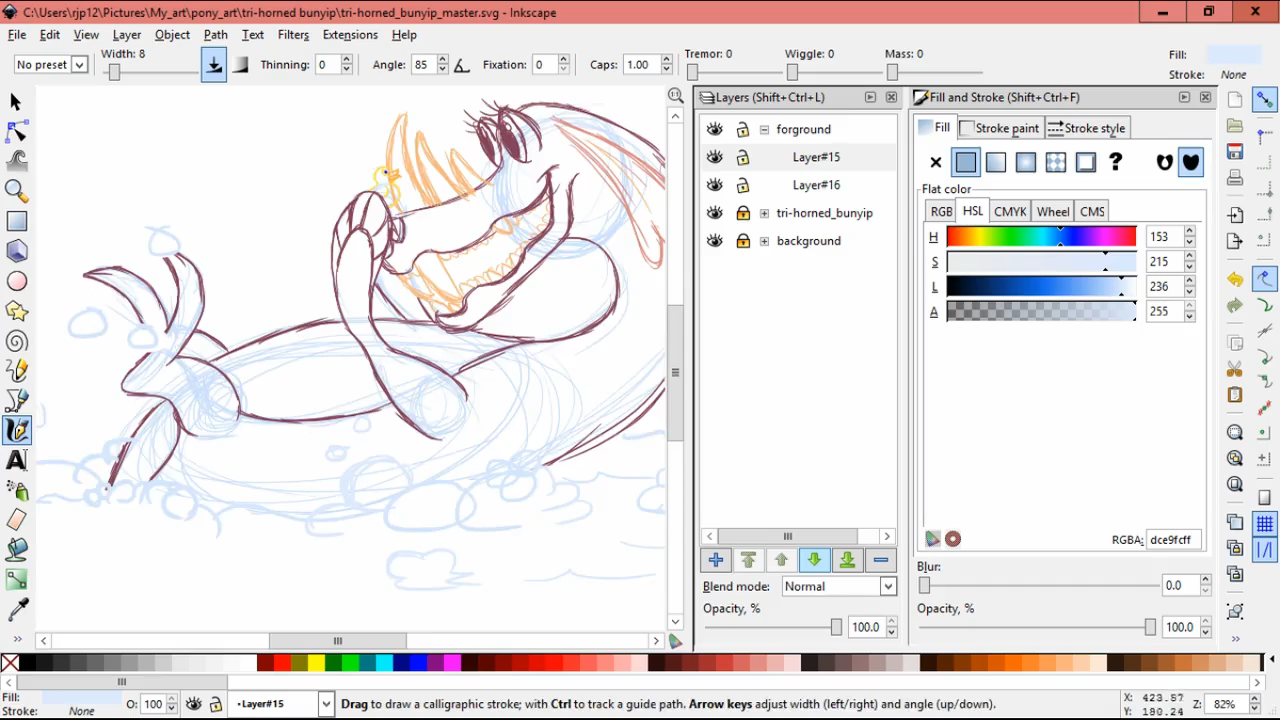 C:\Users\rjp12\Pictures\My_art\pony_art\tri-horned bunyip\tri-horned_bunyip_master.svg - Inkscape
File Edit View Layer Object Path Text Filters Extensions Help
No preset Width: 8 Thinning: 0 Angle: 85 Fixation: 0 Caps: 1.00 Tremor: 0 Wiggle: 0 Mass: 0 Fill: Stroke: None
Layers (Shift+Ctrl+L)
forground
Layer#15
Layer#16
tri-horned_bunyip
background
Blend mode: Normal
Opacity, % 100.0
Fill and Stroke (Shift+Ctrl+F)
Fill Stroke paint Stroke style
?
Flat color
RGB HSL CMYK Wheel CMS
H 153
S 215
L 236
A 255
RGBA: dce9fcff
Blur:
0.0
Opacity, %
100.0
Fill: Stroke: None O: 100 •Layer#15 Drag to draw a calligraphic stroke; with Ctrl to track a guide path. Arrow keys adjust width (left/right) and angle (up/down). X: 423.57 Y: 180.24 Z: 82%